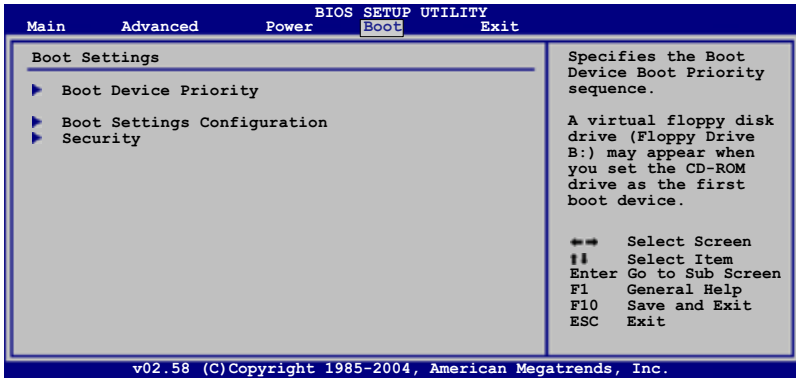 BIOS SETUP UTILITY
Main Advanced Power Boot Exit
Boot Settings
Boot Device Priority
Boot Settings Configuration
Security
Specifies the Boot
Device Boot Priority
sequence.
A virtual floppy disk
drive (Floppy Drive
B:) may appear when
you set the CD-ROM
drive as the first
boot device.
Select Screen
Select Item
Enter Go to Sub Screen
F1 General Help
F10 Save and Exit
ESC Exit
v02.58 (C)Copyright 1985-2004, American Megatrends, Inc.